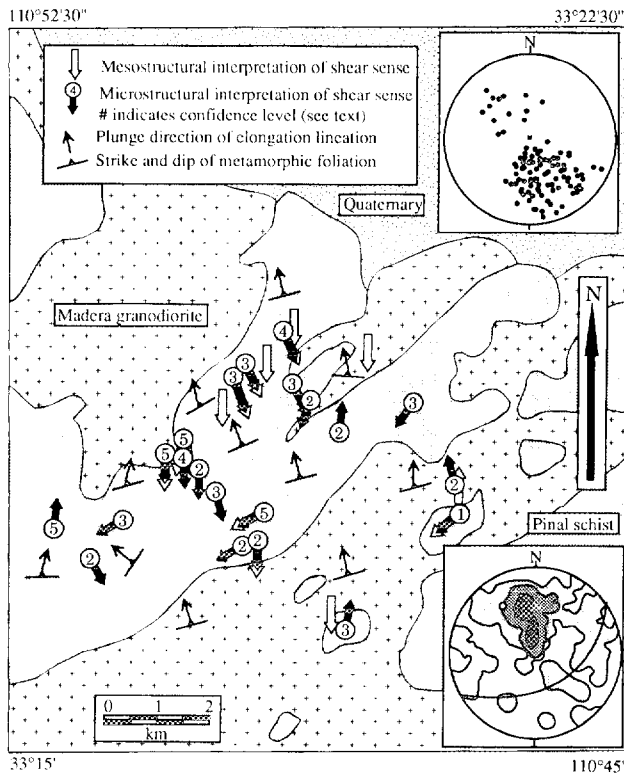 110°52'30"
33°22'30"
Mesostructural interpretation of shear sense
4
Microstructural interpretation of shear sense
# indicates confidence level (see text)
Plunge direction of elongation lineation
Strike and dip of metamorphic foliation
N
Quaternary
N
Madera granodiorite
4
3
3
3
2
2
3
5
5
4
2
3
2
1
5
3
5
2
2
2
3
Pinal schist
N
0 1 2
km
33°15'
110°45'